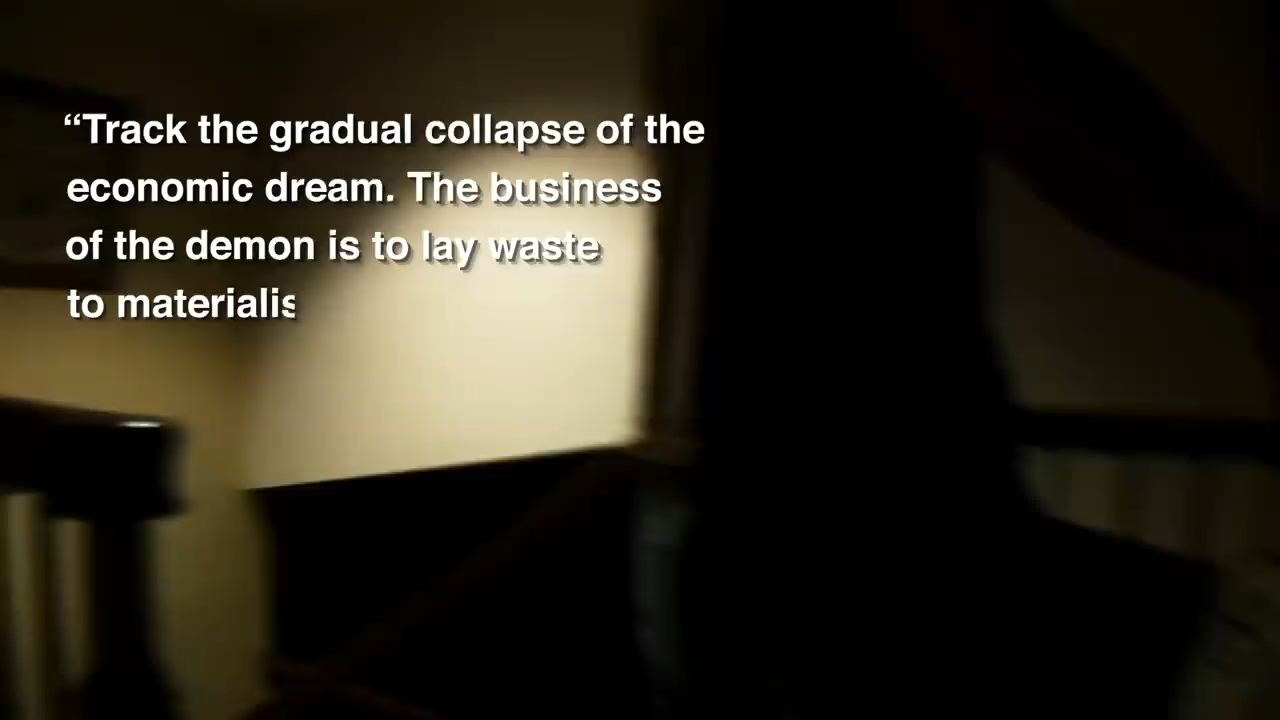 “Track the gradual collapse of the
economic dream. The business
of the demon is to lay waste
to materialis